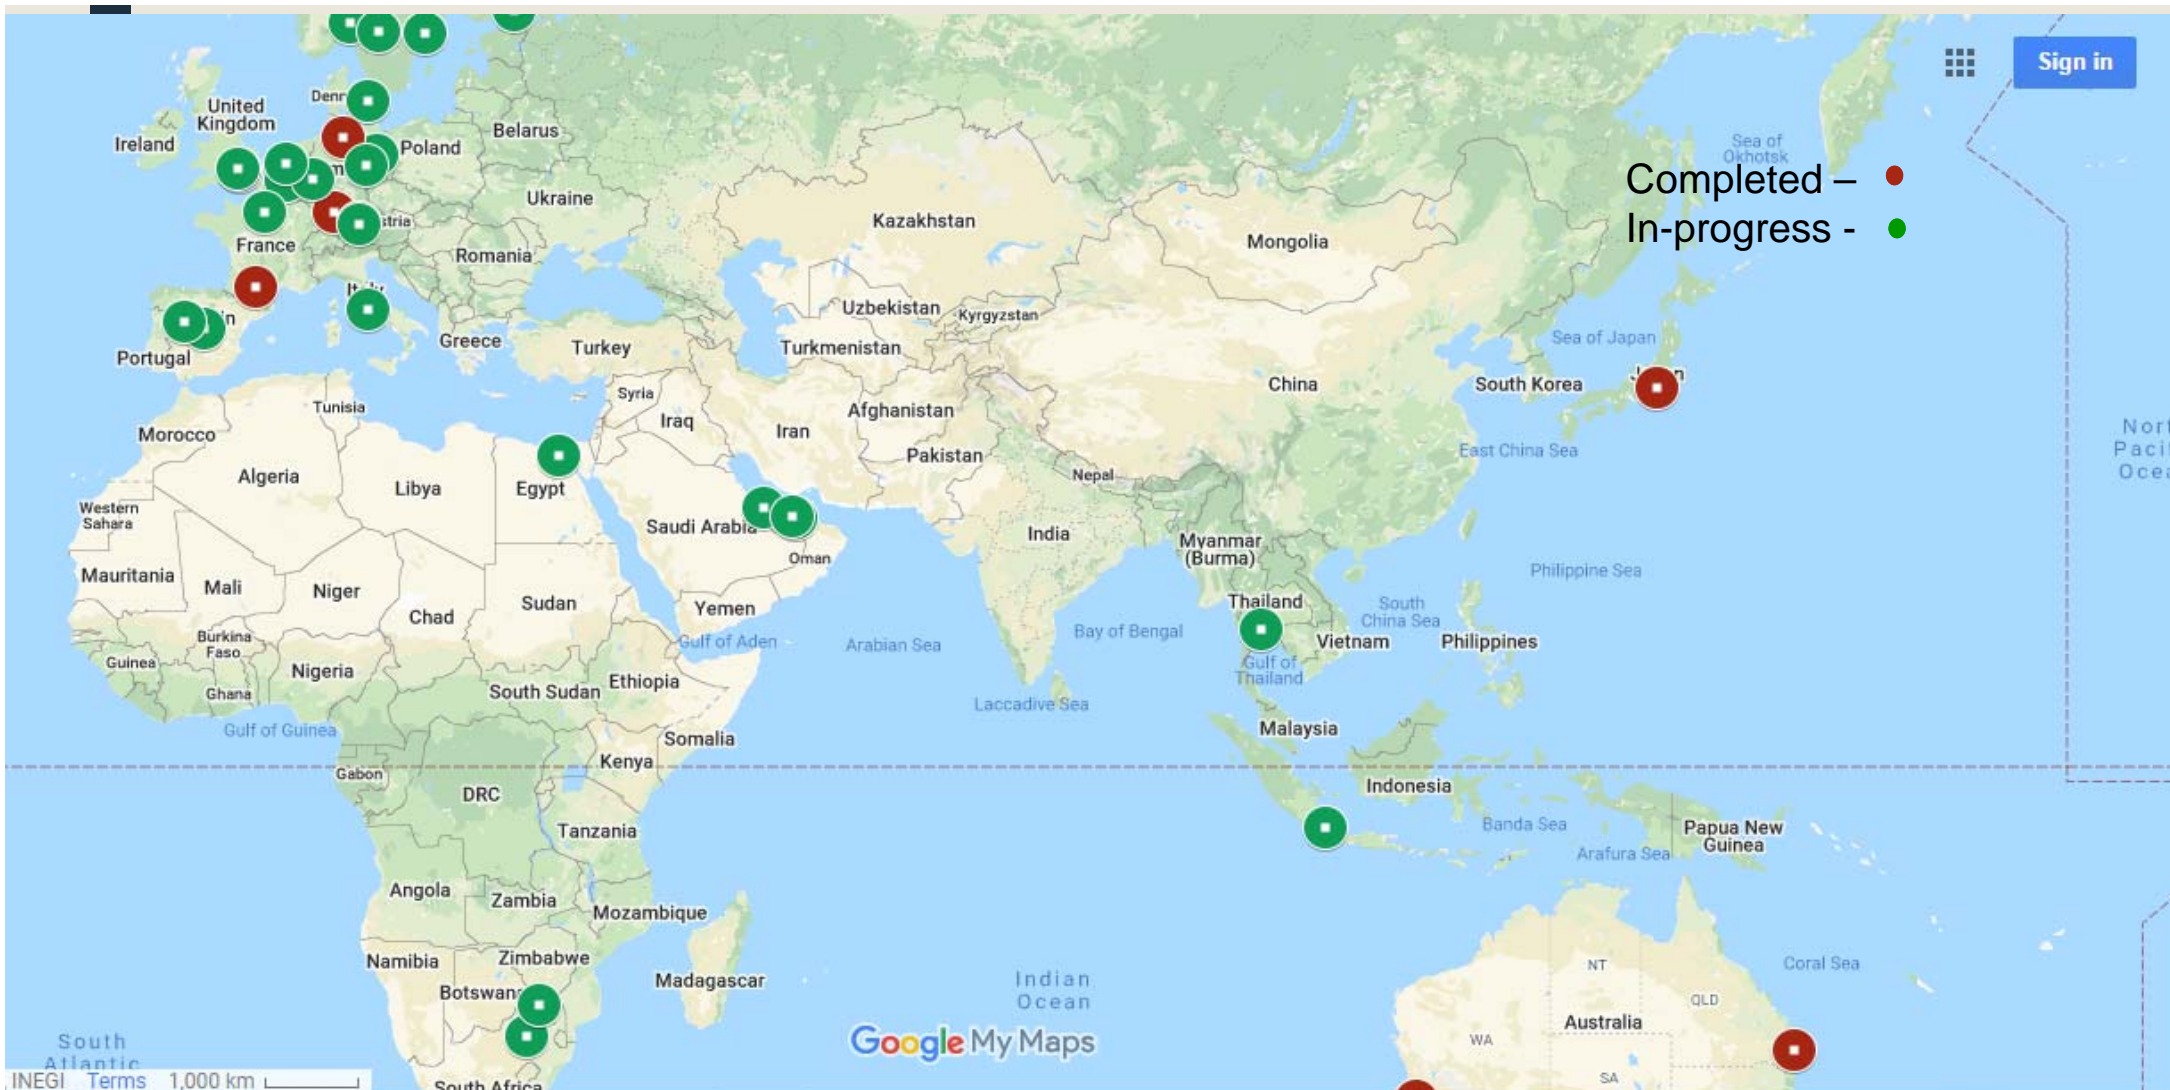 Sign in
United
Kingdom
Ireland
Belarus
Poland
Ukraine
France
Romania
Portugal
Greece
Turkey
Kazakhstan
Mongolia
Sea of
Okhotsk
Completed –
In-progress -
Uzbekistan
Kyrgyzstan
Turkmenistan
Sea of Japan
South Korea
China
Syria
Iraq
Iran
Afghanistan
Pakistan
Nepal
East China Sea
Tunisia
Morocco
Algeria
Libya
Egypt
Western
Sahara
Saudi Arabia
Oman
India
Myanmar
(Burma)
Philippine Sea
Mauritania
Mali
Niger
Chad
Sudan
Yemen
Thailand
South
China Sea
Burkina
Faso
Gulf of Aden
Arabian Sea
Bay of Bengal
Vietnam
Philippines
Guinea
Nigeria
Ghana
South Sudan
Ethiopia
Gulf of
Thailand
Laccadive Sea
Gulf of Guinea
Somalia
Malaysia
Gabon
Kenya
DRC
Indonesia
Tanzania
Banda Sea
Papua New
Guinea
Arafura Sea
Angola
Zambia
Mozambique
Namibia
Zimbabwe
Madagascar
Indian
Ocean
NT
Coral Sea
QLD
Australia
WA
SA
South
Atlantic
Google My Maps
INEGI Terms 1,000 km
South Africa